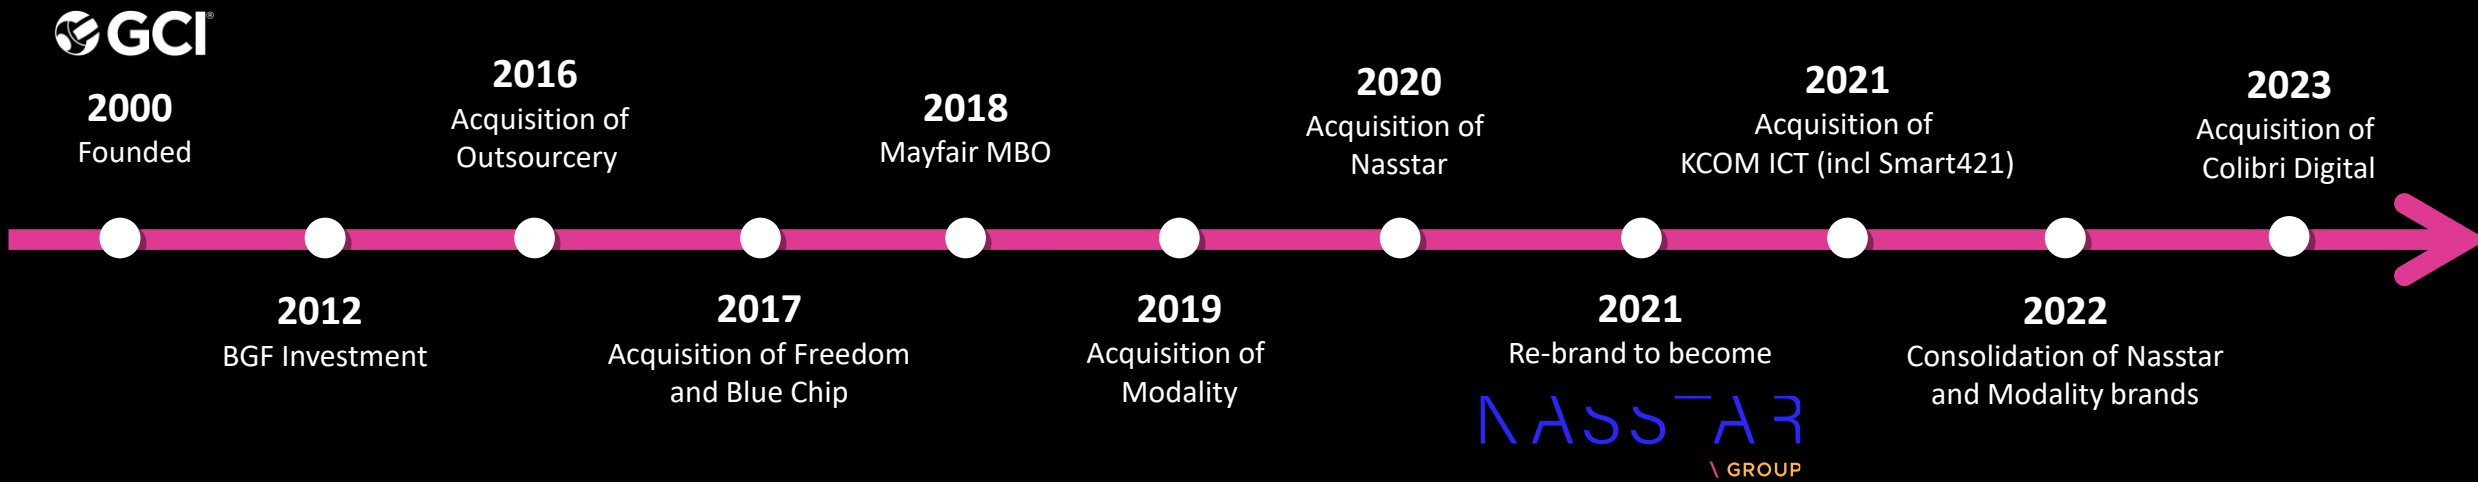 GCI®
2000
Founded
2012
BGF Investment
2016
Acquisition of
Outsourcery
2017
Acquisition of Freedom
and Blue Chip
2018
Mayfair MBO
2019
Acquisition of
Modality
2020
Acquisition of
Nasstar
2021
Re-brand to become
NASSTAR
\ GROUP
2021
Acquisition of
KCOM ICT (incl Smart421)
2022
Consolidation of Nasstar
and Modality brands
2023
Acquisition of
Colibri Digital